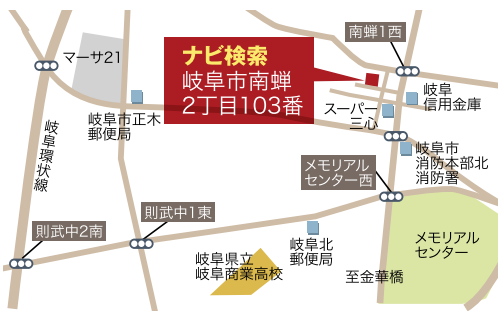 南蝉1西
マーサ21
ナビ検索
岐阜市南蝉
2丁目103番
岐阜
信用金庫
スーパー
三心
岐阜市正木
郵便局
岐阜環状線
岐阜市
消防本部北
消防署
メモリアル
センター西
則武中1東
則武中2南
岐阜北
郵便局
メモリアル
センター
岐阜県立
岐阜商業高校
至金華橋